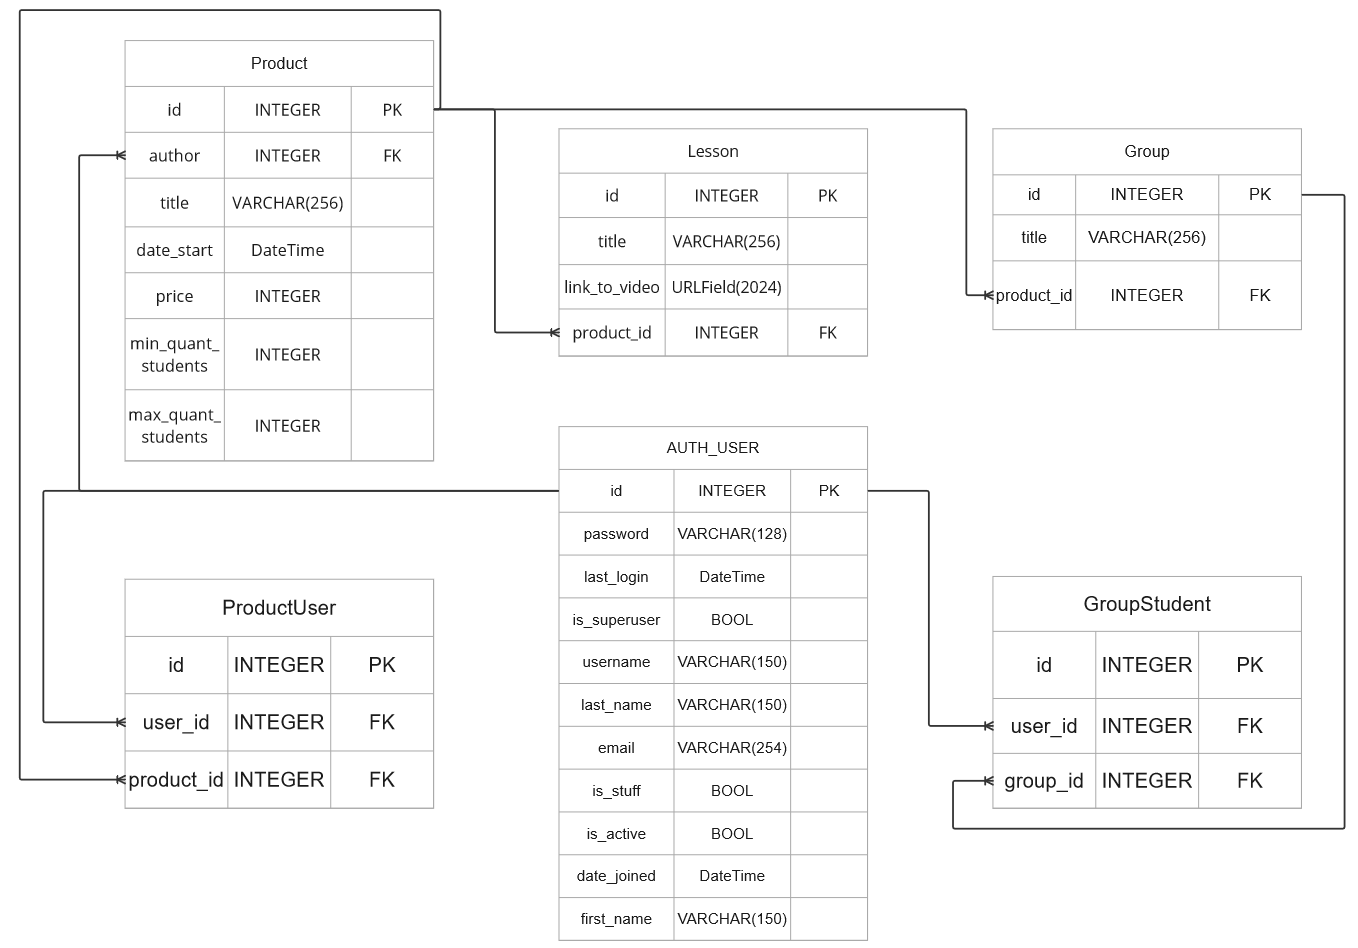 Product
id INTEGER PK
author INTEGER FK
title VARCHAR(256)
date_start DateTime
price INTEGER
min_quant_
students INTEGER
max_quant_
students INTEGER
Lesson
id INTEGER PK
title VARCHAR(256)
link_to_video URLField(2024)
product_id INTEGER FK
Group
id INTEGER PK
title VARCHAR(256)
product_id INTEGER FK
AUTH_USER
id INTEGER PK
password VARCHAR(128)
last_login DateTime
is_superuser BOOL
username VARCHAR(150)
last_name VARCHAR(150)
email VARCHAR(254)
is_stuff BOOL
is_active BOOL
date_joined DateTime
first_name VARCHAR(150)
ProductUser
id INTEGER PK
user_id INTEGER FK
product_id INTEGER FK
GroupStudent
id INTEGER PK
user_id INTEGER FK
group_id INTEGER FK